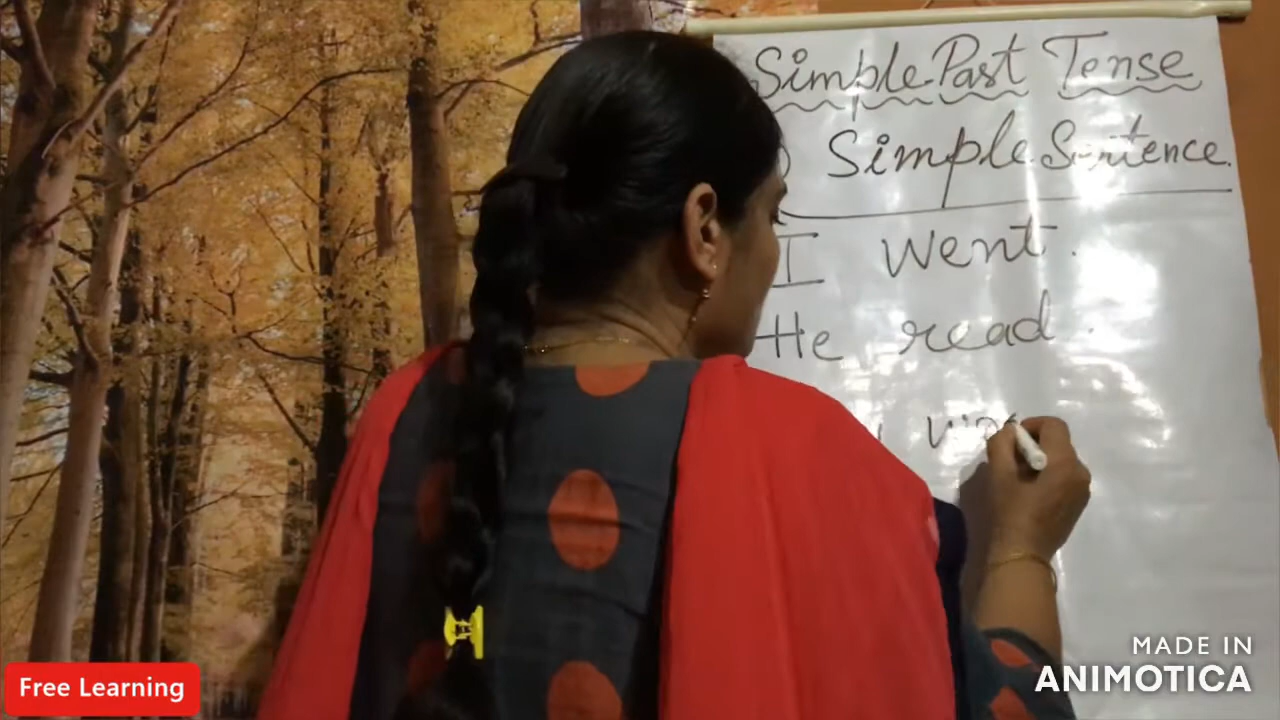 Simple Past Tense
) Simple Sentence.
I went.
He read.
Free Learning
MADE IN
ANIMOTICA